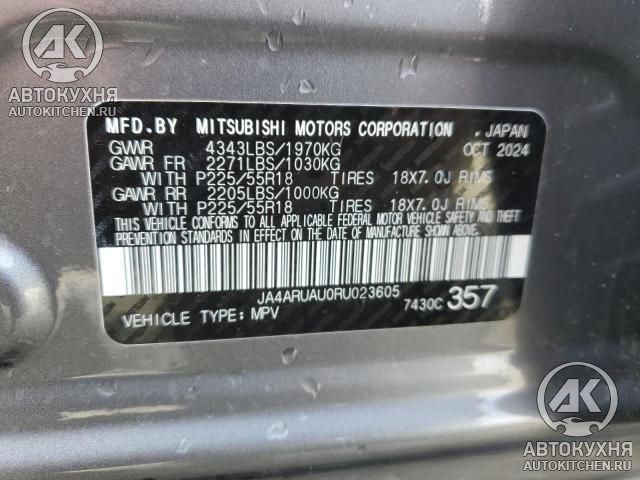 АВТОКУХНЯ
AUTOKITCHEN.RU
MFD.BY MITSUBISHI MOTORS CORPORATION .JAPAN
GVWR 4343LBS/1970KG OCT 2024
GAWR FR 2271LBS/1030KG
WITH P225/55R18 TIRES 18X7.0J RIMS
GAWR RR 2205LBS/1000KG
WITH P225/55R18 TIRES 18X7.0J RIMS
THIS VEHICLE CONFORMS TO ALL APPLICABLE FEDERAL MOTOR VEHICLE SAFETY AND THEFT
PREVENTION STANDARDS IN EFFECT ON THE DATE OF MANUFACTURE SHOWN ABOVE.
JA4ARUAU0RU023605
7430C 357
VEHICLE TYPE: MPV
АВТОКУХНЯ
AUTOKITCHEN.RU